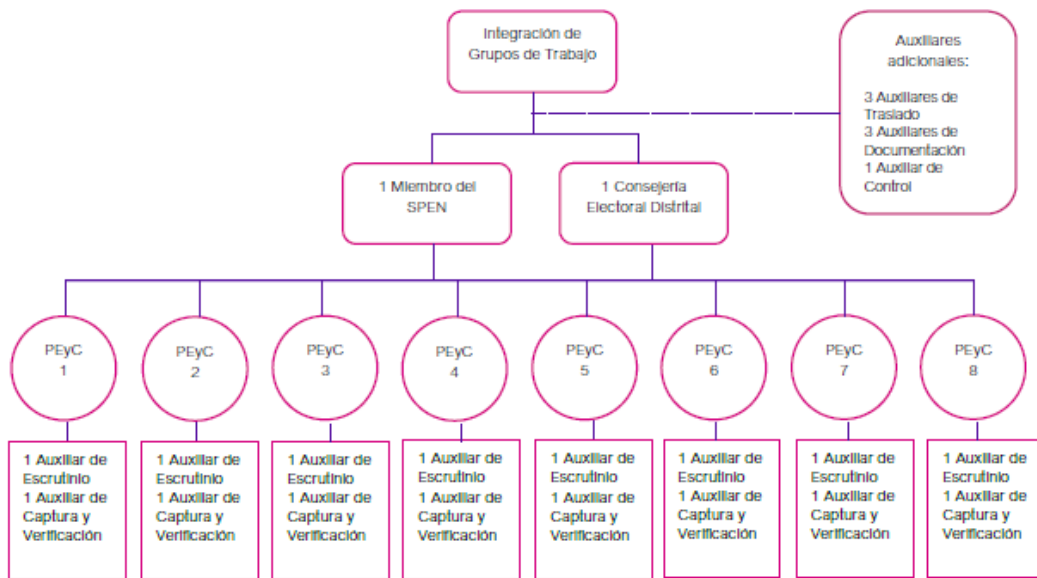 Integración de
Grupos de Trabajo
Auxiliares
adicionales:
3 Auxiliares de
Traslado
3 Auxiliares de
Documentación
1 Auxiliar de
Control
1 Miembro del
SPEN
1 Consejería
Electoral Distrital
PEyC
1
PEyC
2
PEyC
3
PEyC
4
PEyC
5
PEyC
6
PEyC
7
PEyC
8
1 Auxiliar de
Escrutinio
1 Auxiliar de
Captura y
Verificación
1 Auxiliar de
Escrutinio
1 Auxiliar de
Captura y
Verificación
1 Auxiliar de
Escrutinio
1 Auxiliar de
Captura y
Verificación
1 Auxiliar de
Escrutinio
1 Auxiliar de
Captura y
Verificación
1 Auxiliar de
Escrutinio
1 Auxiliar de
Captura y
Verificación
1 Auxiliar de
Escrutinio
1 Auxiliar de
Captura y
Verificación
1 Auxiliar de
Escrutinio
1 Auxiliar de
Captura y
Verificación
1 Auxiliar de
Escrutinio
1 Auxiliar de
Captura y
Verificación